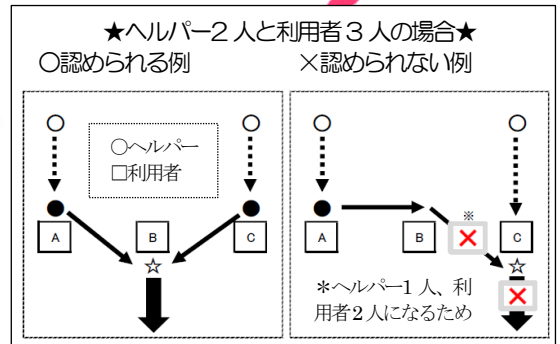 ★ヘルパー2人と利用者3人の場合★
○認められる例
×認められない例
○ヘルパー
□利用者
A
B
C
☆
A
B
※
C
☆
*ヘルパー1人、利
用者2人になるため